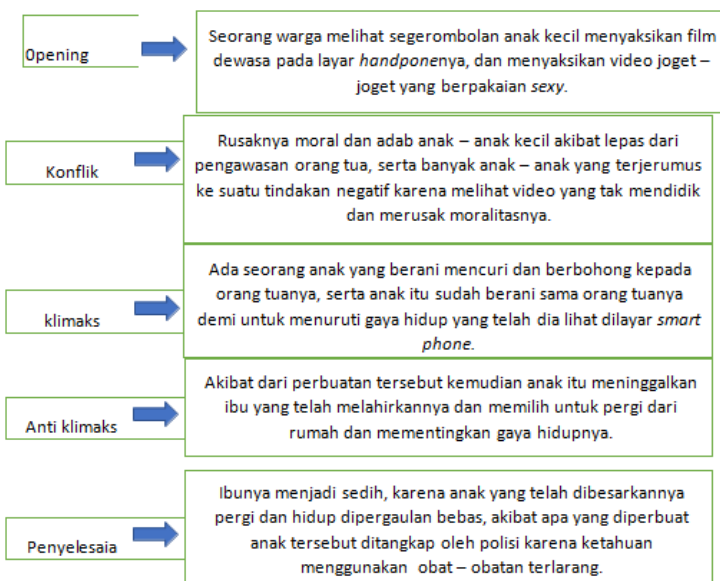 Opening
Seorang warga melihat segerombolan anak kecil menyaksikan film
dewasa pada layar handponenya, dan menyaksikan video joget –
joget yang berpakaian sexy.
Konflik
Rusaknya moral dan adab anak – anak kecil akibat lepas dari
pengawasan orang tua, serta banyak anak – anak yang terjerumus
ke suatu tindakan negatif karena melihat video yang tak mendidik
dan merusak moralitasnya.
klimaks
Ada seorang anak yang berani mencuri dan berbohong kepada
orang tuanya, serta anak itu sudah berani sama orang tuanya
demi untuk menuruti gaya hidup yang telah dia lihat dilayar smart
phone.
Anti klimaks
Akibat dari perbuatan tersebut kemudian anak itu meninggalkan
ibu yang telah melahirkannya dan memilih untuk pergi dari
rumah dan mementingkan gaya hidupnya.
Penyelesaia
Ibunya menjadi sedih, karena anak yang telah dibesarkannya
pergi dan hidup dipergaulan bebas, akibat apa yang diperbuat
anak tersebut ditangkap oleh polisi karena ketahuan
menggunakan obat – obatan terlarang.